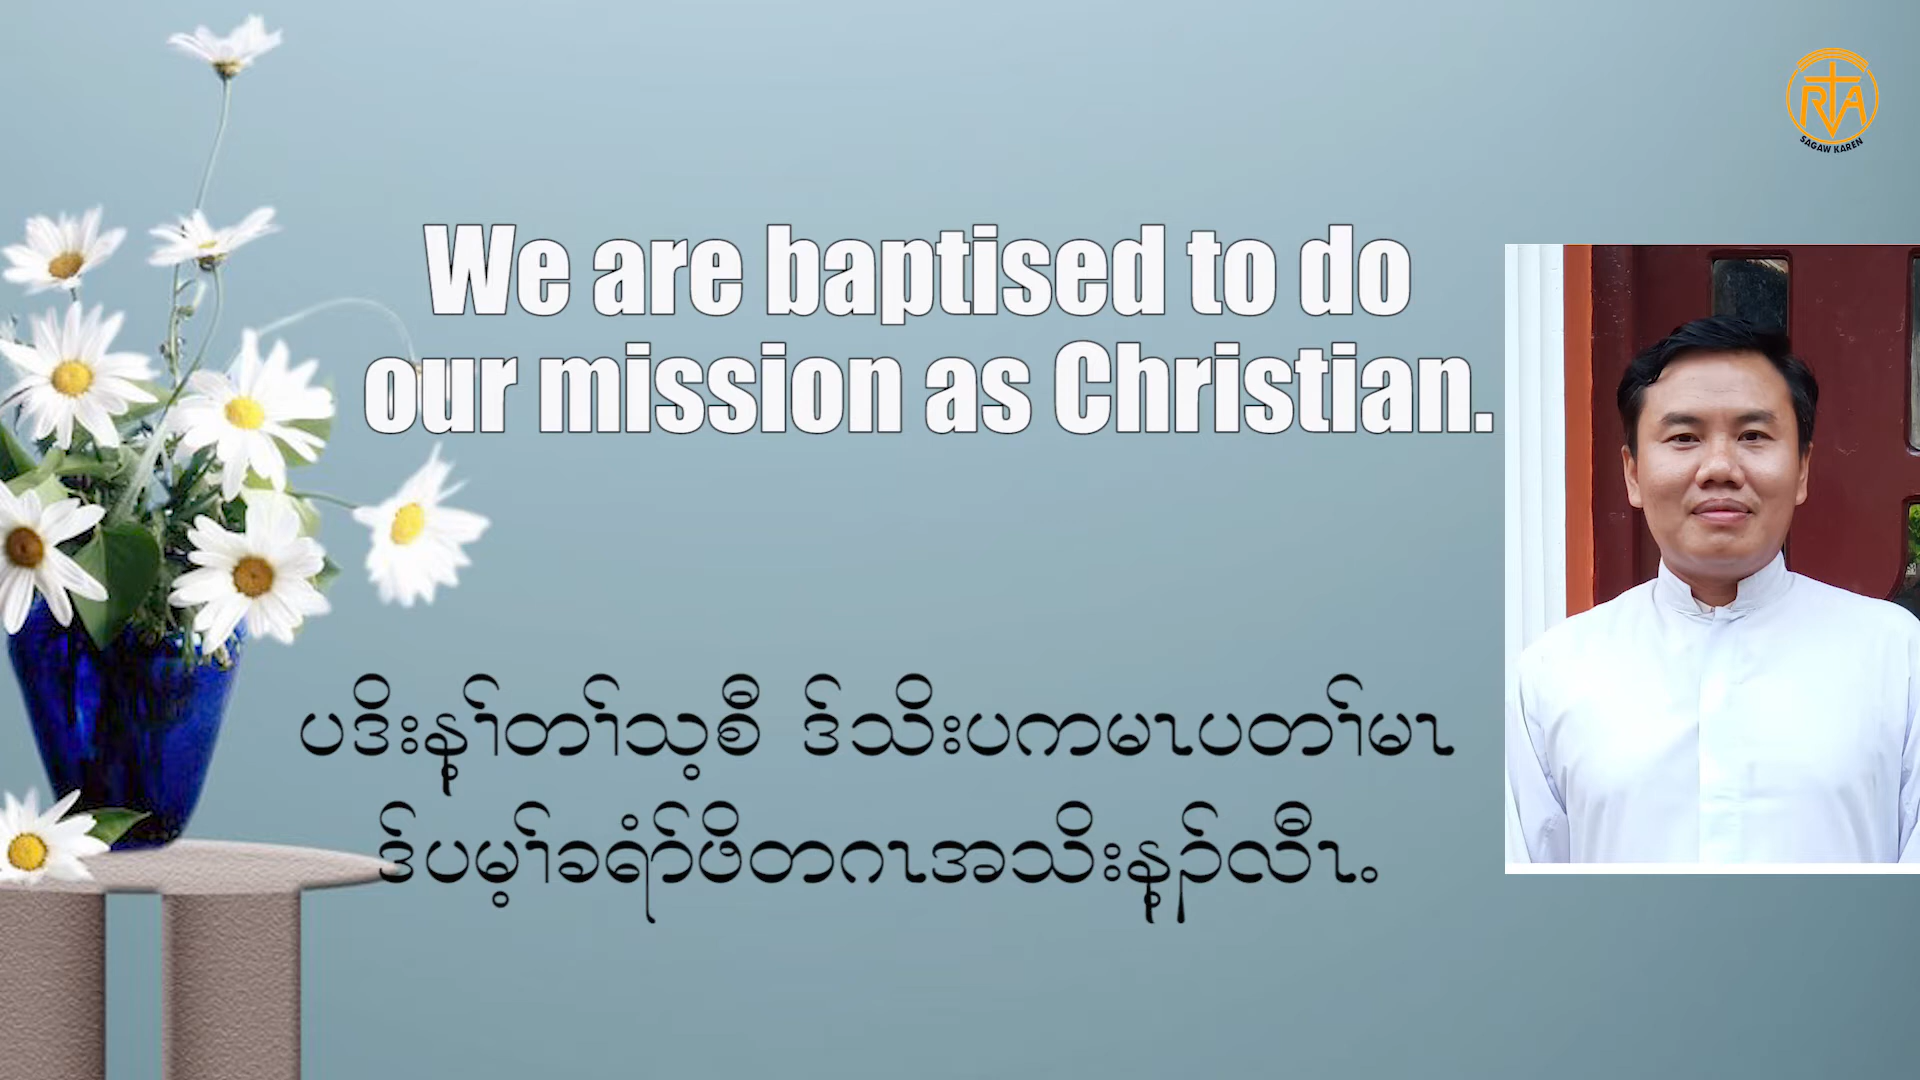 RVA
SAGAW KAREN
We are baptised to do
our mission as Christian.
ပဒိးန့ၢ်တၢ်သ့စီ ဒ်သိးပကမၤပတၢ်မၤ
ဒ်ပမ့ၢ်ခရံာ်ဖိတဂၤအသိးန့ၣ်လီၤႉ